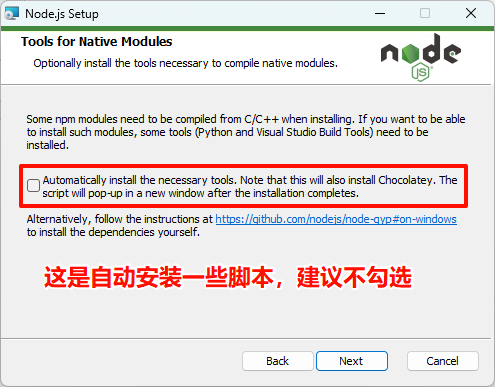 Node.js Setup
Tools for Native Modules
Optionally install the tools necessary to compile native modules.
node
JS
Some npm modules need to be compiled from C/C++ when installing. If you want to be able
to install such modules, some tools (Python and Visual Studio Build Tools) need to be
installed.
Automatically install the necessary tools. Note that this will also install Chocolatey. The
script will pop-up in a new window after the installation completes.
Alternatively, follow the instructions at https://github.com/nodejs/node-gyp#on-windows
to install the dependencies yourself.
这是自动安装一些脚本，建议不勾选
Back
Next
Cancel